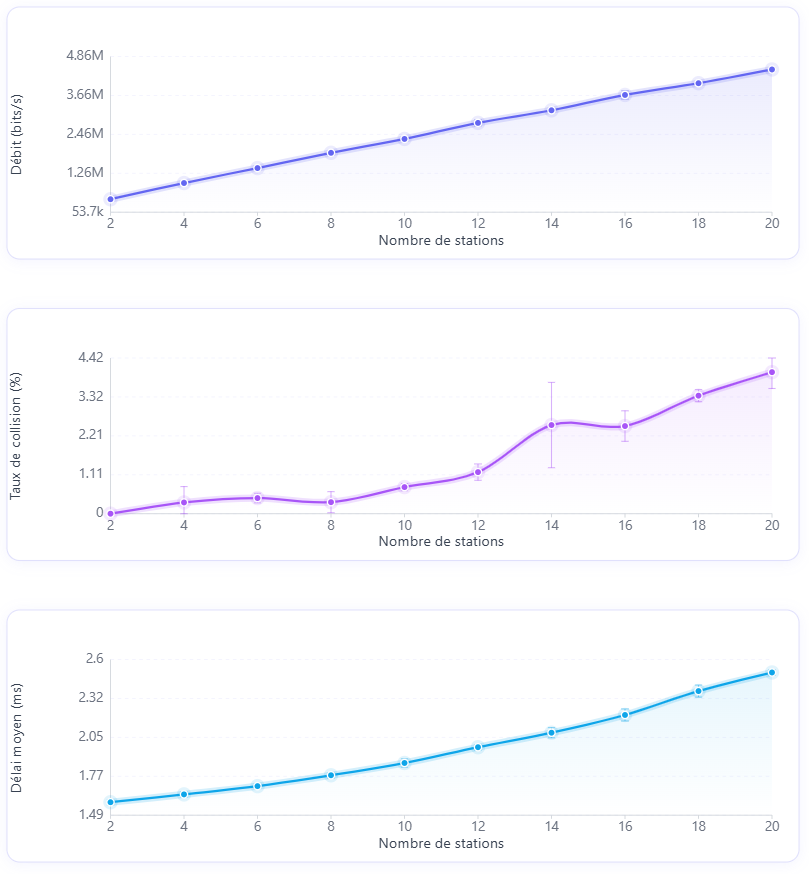 Débit (bits/s)
4.86M
3.66M
2.46M
1.26M
53.7k
2 4 6 8 10 12 14 16 18 20
Nombre de stations
Taux de collision (%)
4.42
3.32
2.21
1.11
0
2 4 6 8 10 12 14 16 18 20
Nombre de stations
Délai moyen (ms)
2.6
2.32
2.05
1.77
1.49
2 4 6 8 10 12 14 16 18 20
Nombre de stations